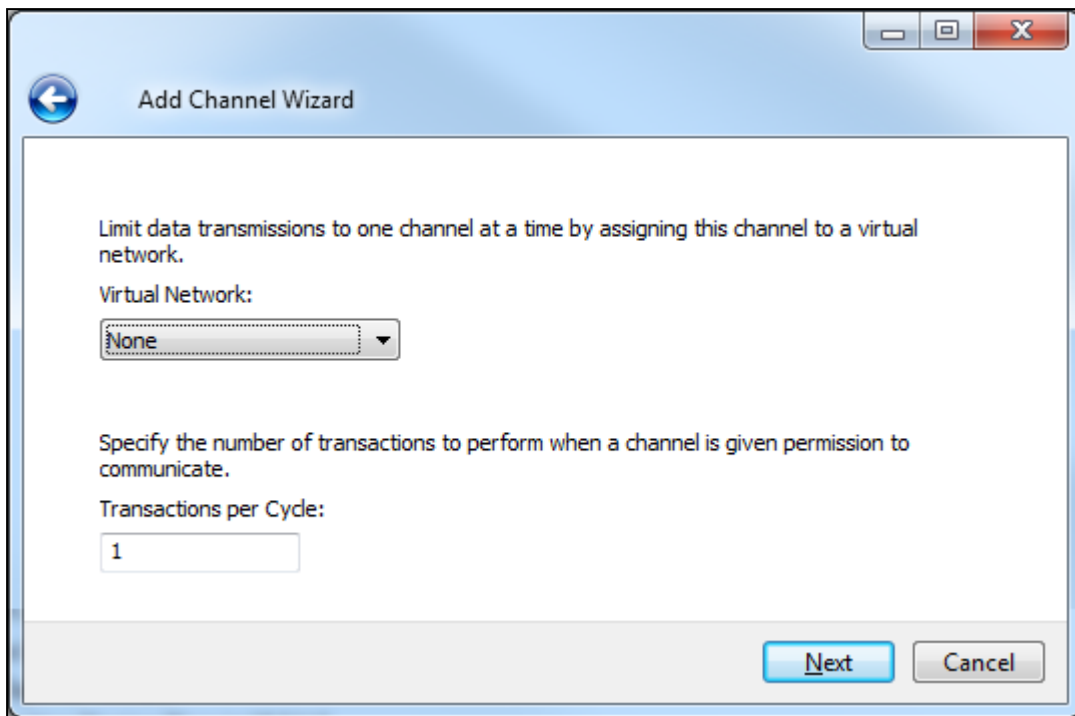 Add Channel Wizard
Limit data transmissions to one channel at a time by assigning this channel to a virtual
network.
Virtual Network:
None
Specify the number of transactions to perform when a channel is given permission to
communicate.
Transactions per Cycle:
1
Next
Cancel